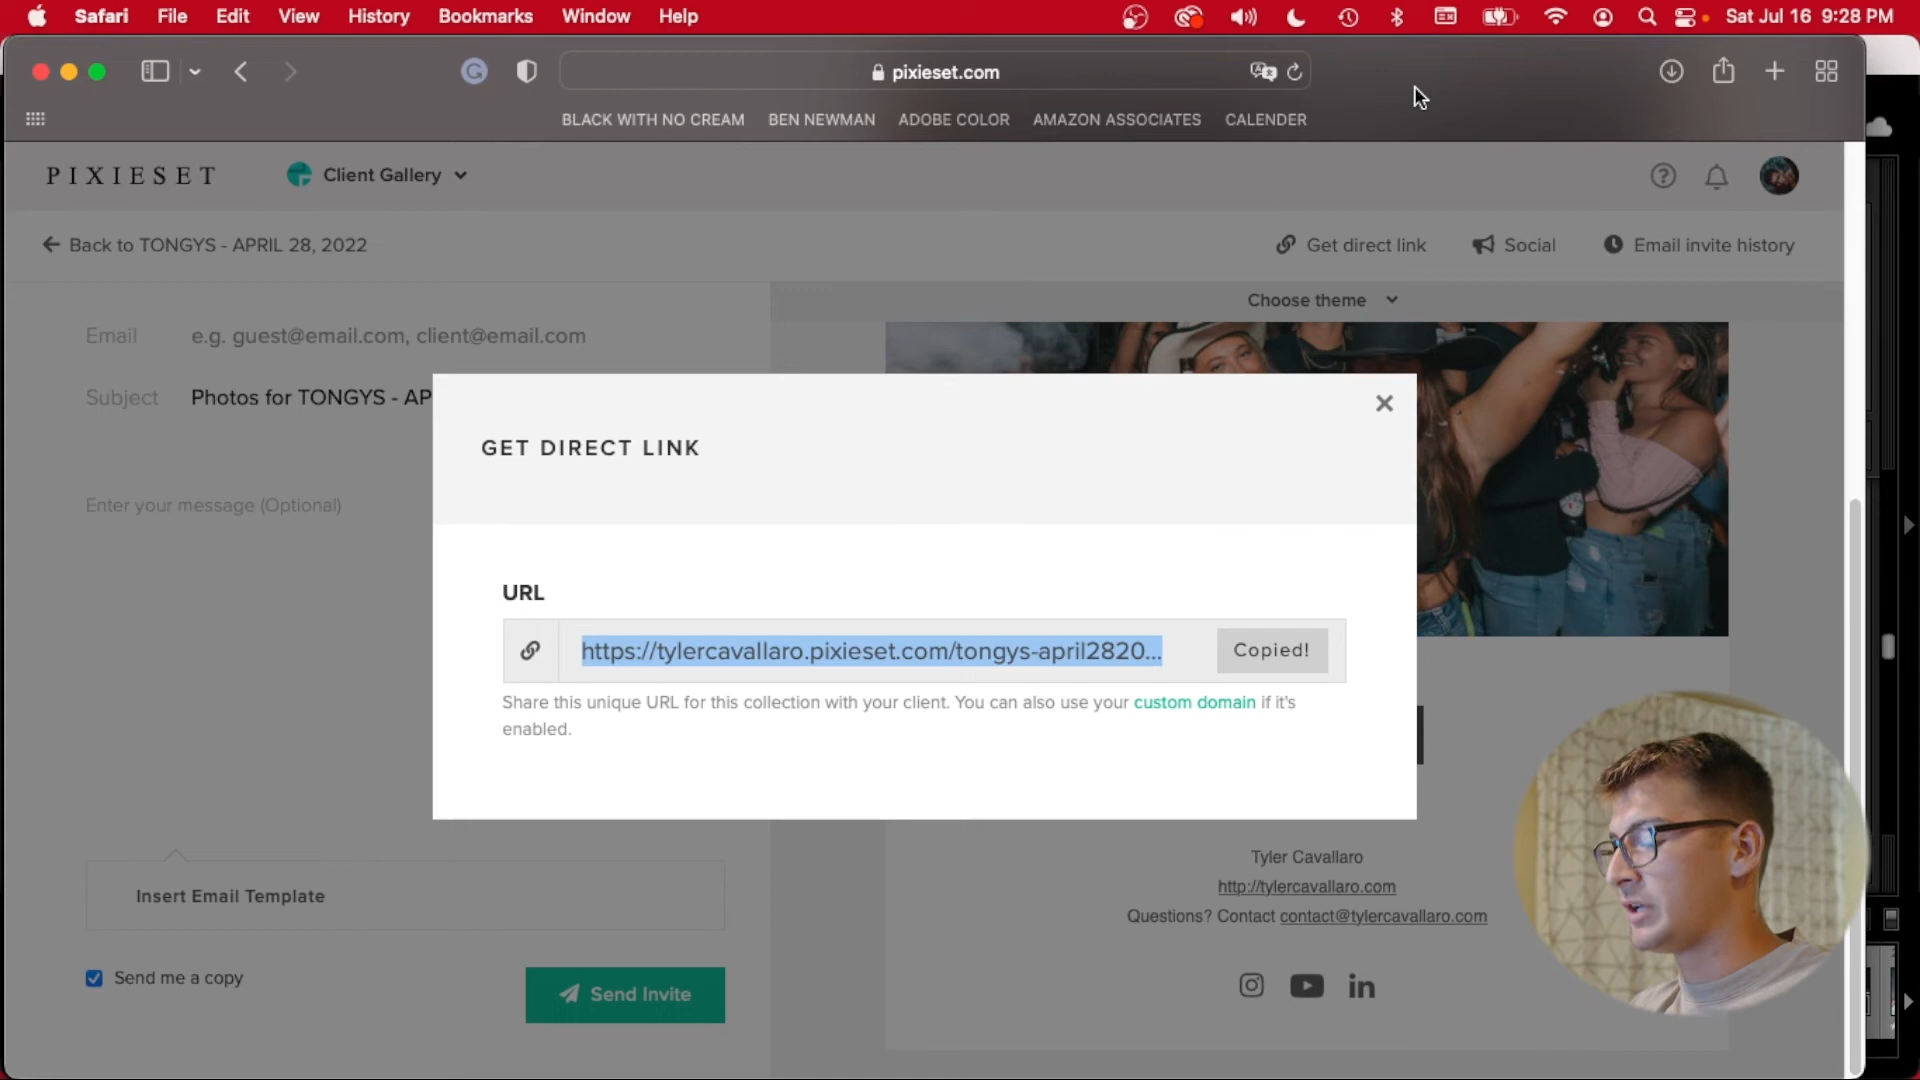 Safari File Edit View History Bookmarks Window Help Sat Jul 16 9:28 PM
pixieset.com
BLACK WITH NO CREAM BEN NEWMAN ADOBE COLOR AMAZON ASSOCIATES CALENDER
PIXIESET Client Gallery
Back to TONGYS - APRIL 28, 2022 Get direct link Social Email invite history
Choose theme
Email e.g. guest@email.com, client@email.com
Subject Photos for TONGYS - AP
GET DIRECT LINK
Enter your message (Optional)
URL
https://tylercavallaro.pixieset.com/tongys-april2820... Copied!
Share this unique URL for this collection with your client. You can also use your custom domain if it's
enabled.
Tyler Cavallaro
http://tylercavallaro.com
Questions? Contact contact@tylercavallaro.com
Insert Email Template
Send me a copy
Send Invite